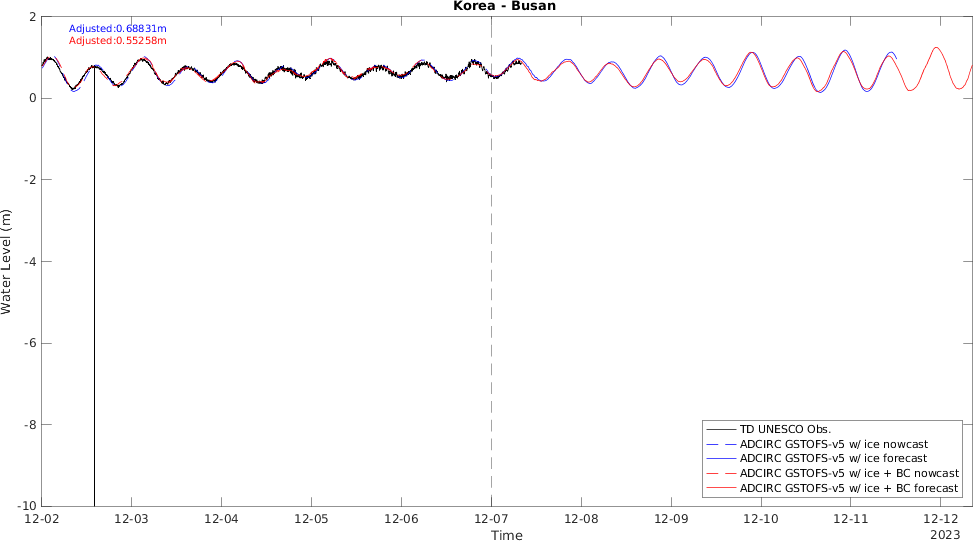 Korea - Busan
Adjusted:0.68831m
Adjusted:0.55258m
2
0
-2
-4
-6
-8
-10
Water Level (m)
12-02 12-03 12-04 12-05 12-06 12-07 12-08 12-09 12-10 12-11 12-12
2023
Time
TD UNESCO Obs.
ADCIRC GSTOFS-v5 w/ ice nowcast
ADCIRC GSTOFS-v5 w/ ice forecast
ADCIRC GSTOFS-v5 w/ ice + BC nowcast
ADCIRC GSTOFS-v5 w/ ice + BC forecast